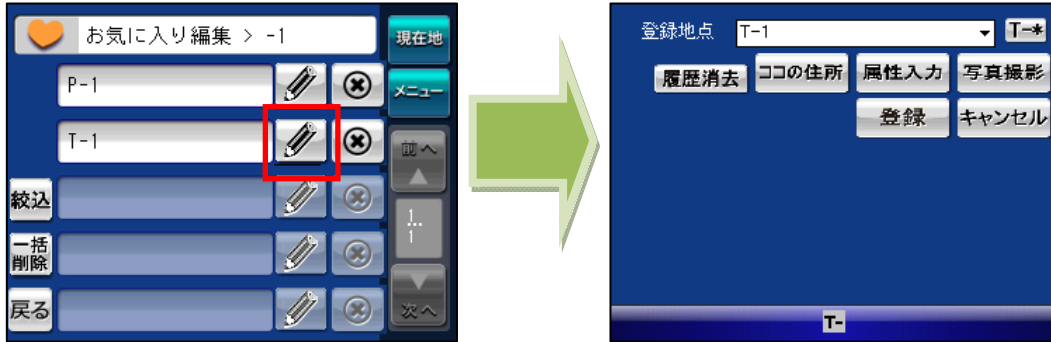 お気に入り編集 > -1
現在地
P-1
メニュー
T-1
前へ
絞込
1...
1
一括
削除
戻る
次へ
登録地点 T-1 T-*
履歴消去 ココの住所 属性入力 写真撮影
登録 キャンセル
T-